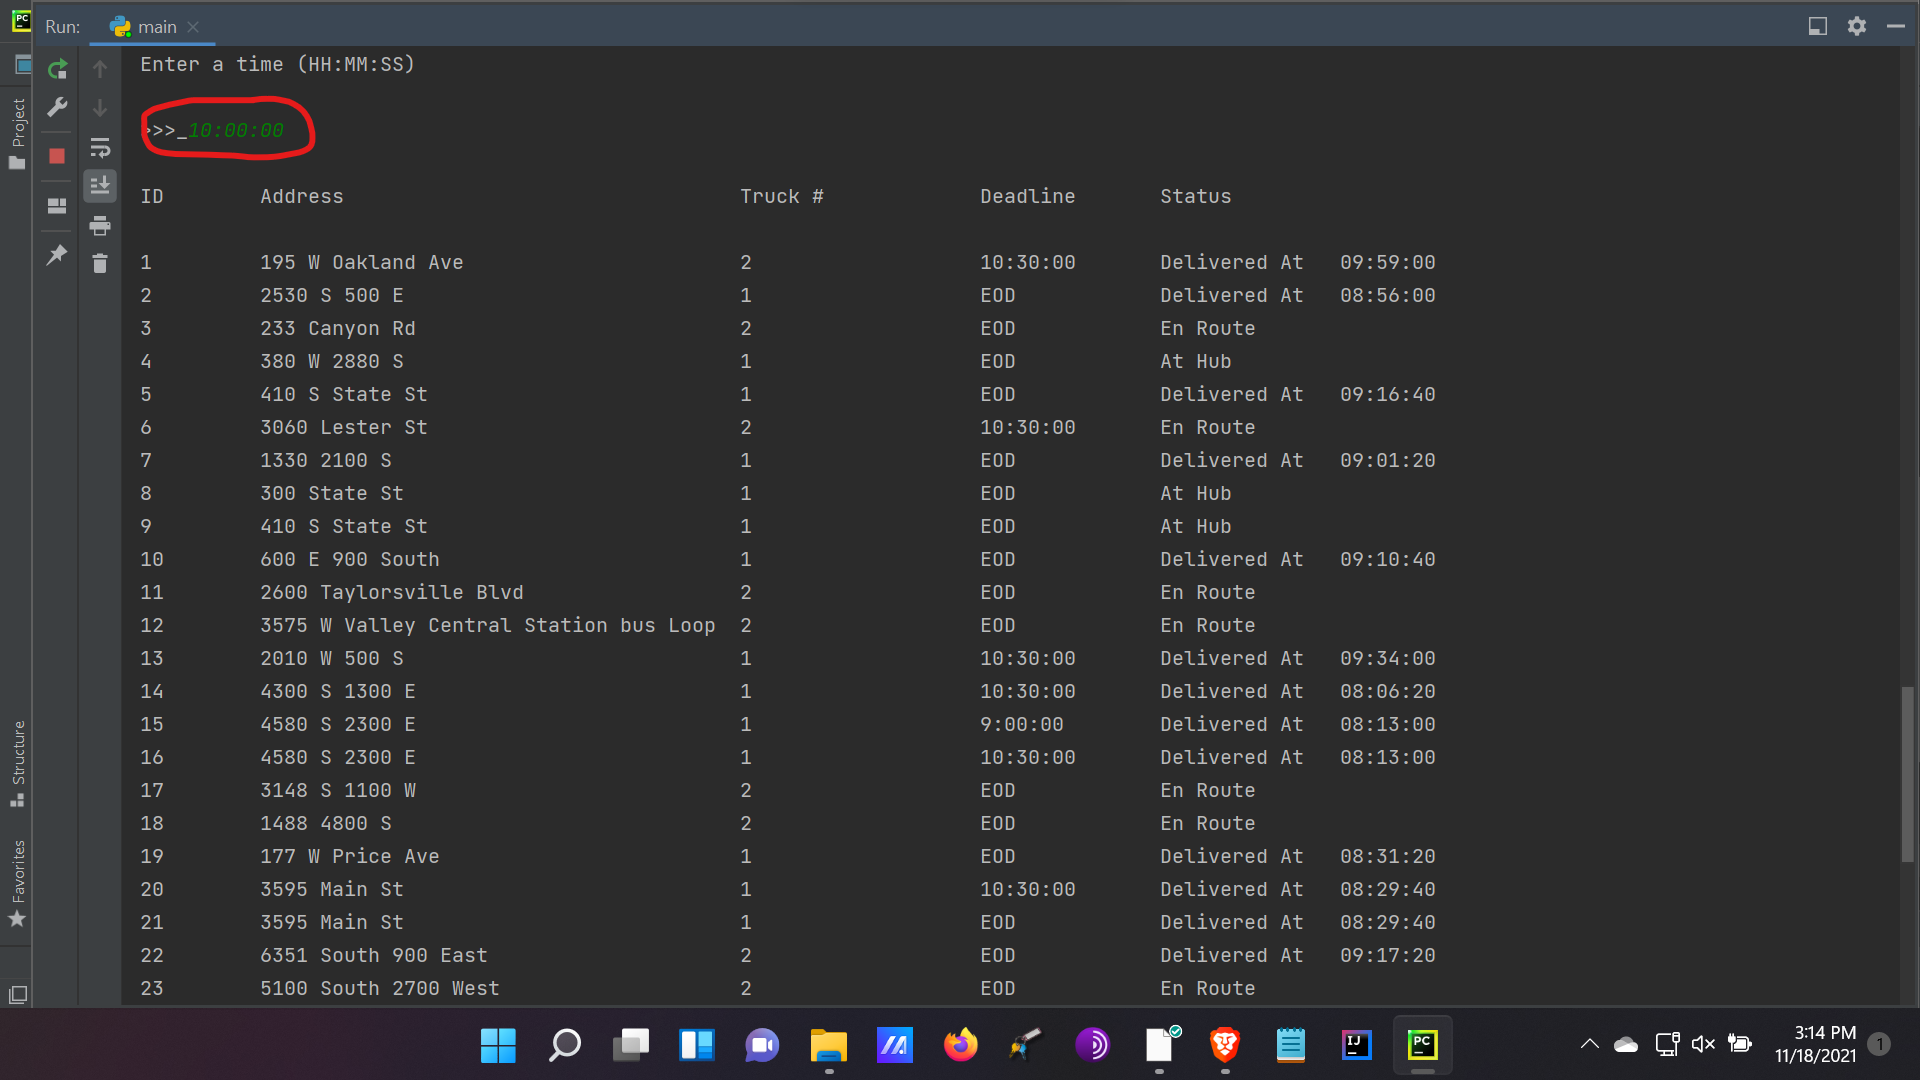 Run: main
Enter a time (HH:MM:SS)
>>>_10:00:00
ID Address Truck # Deadline Status
1 195 W Oakland Ave 2 10:30:00 Delivered At 09:59:00
2 2530 S 500 E 1 EOD Delivered At 08:56:00
3 233 Canyon Rd 2 EOD En Route
4 380 W 2880 S 1 EOD At Hub
5 410 S State St 1 EOD Delivered At 09:16:40
6 3060 Lester St 2 10:30:00 En Route
7 1330 2100 S 1 EOD Delivered At 09:01:20
8 300 State St 1 EOD At Hub
9 410 S State St 1 EOD At Hub
10 600 E 900 South 1 EOD Delivered At 09:10:40
11 2600 Taylorsville Blvd 2 EOD En Route
12 3575 W Valley Central Station bus Loop 2 EOD En Route
13 2010 W 500 S 1 10:30:00 Delivered At 09:34:00
14 4300 S 1300 E 1 10:30:00 Delivered At 08:06:20
15 4580 S 2300 E 1 9:00:00 Delivered At 08:13:00
16 4580 S 2300 E 1 10:30:00 Delivered At 08:13:00
17 3148 S 1100 W 2 EOD En Route
18 1488 4800 S 2 EOD En Route
19 177 W Price Ave 1 EOD Delivered At 08:31:20
20 3595 Main St 1 10:30:00 Delivered At 08:29:40
21 3595 Main St 1 EOD Delivered At 08:29:40
22 6351 South 900 East 2 EOD Delivered At 09:17:20
23 5100 South 2700 West 2 EOD En Route
PC
Project
Structure
Favorites
IJ
PC
3:14 PM
11/18/2021
1